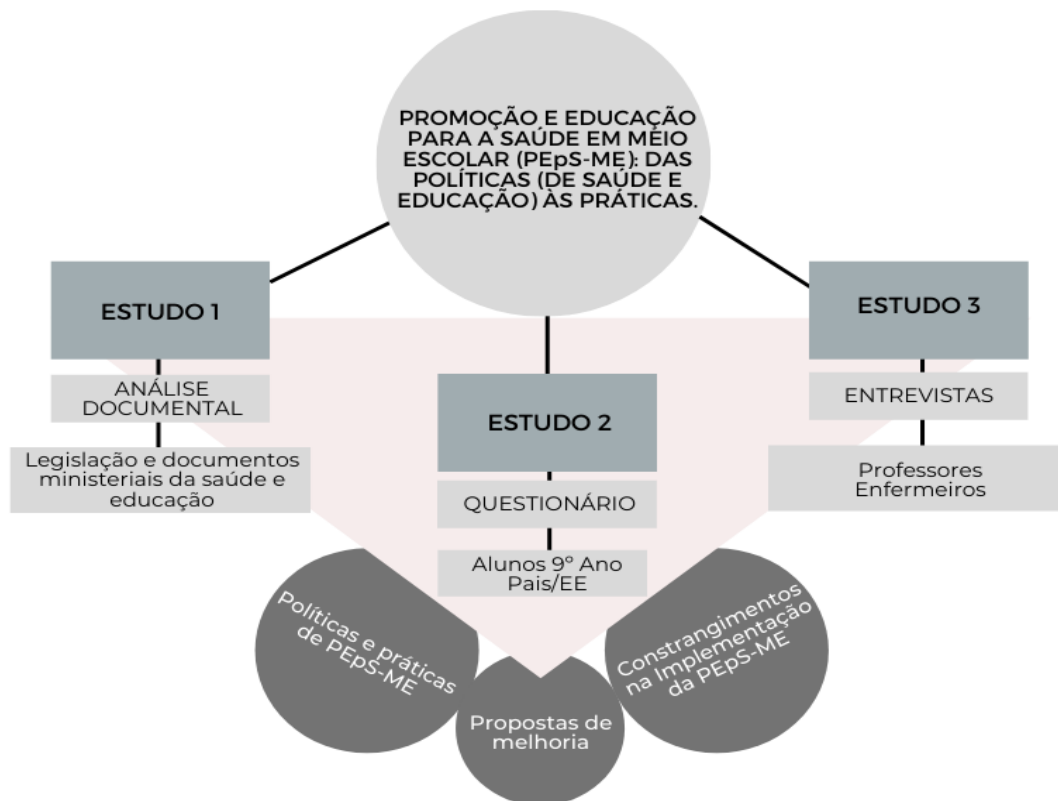 PROMOÇÃO E EDUCAÇÃO
PARA A SAÚDE EM MEIO
ESCOLAR (PEpS-ME): DAS
POLÍTICAS (DE SAÚDE E
EDUCAÇÃO) ÀS PRÁTICAS.
ESTUDO 1
ANÁLISE
DOCUMENTAL
Legislação e documentos
ministeriais da saúde e
educação
ESTUDO 2
QUESTIONÁRIO
Alunos 9º Ano
Pais/EE
ESTUDO 3
ENTREVISTAS
Professores
Enfermeiros
Políticas e práticas
de PEpS-ME
Propostas de
melhoria
Constrangimentos
na Implementação
da PEpS-ME